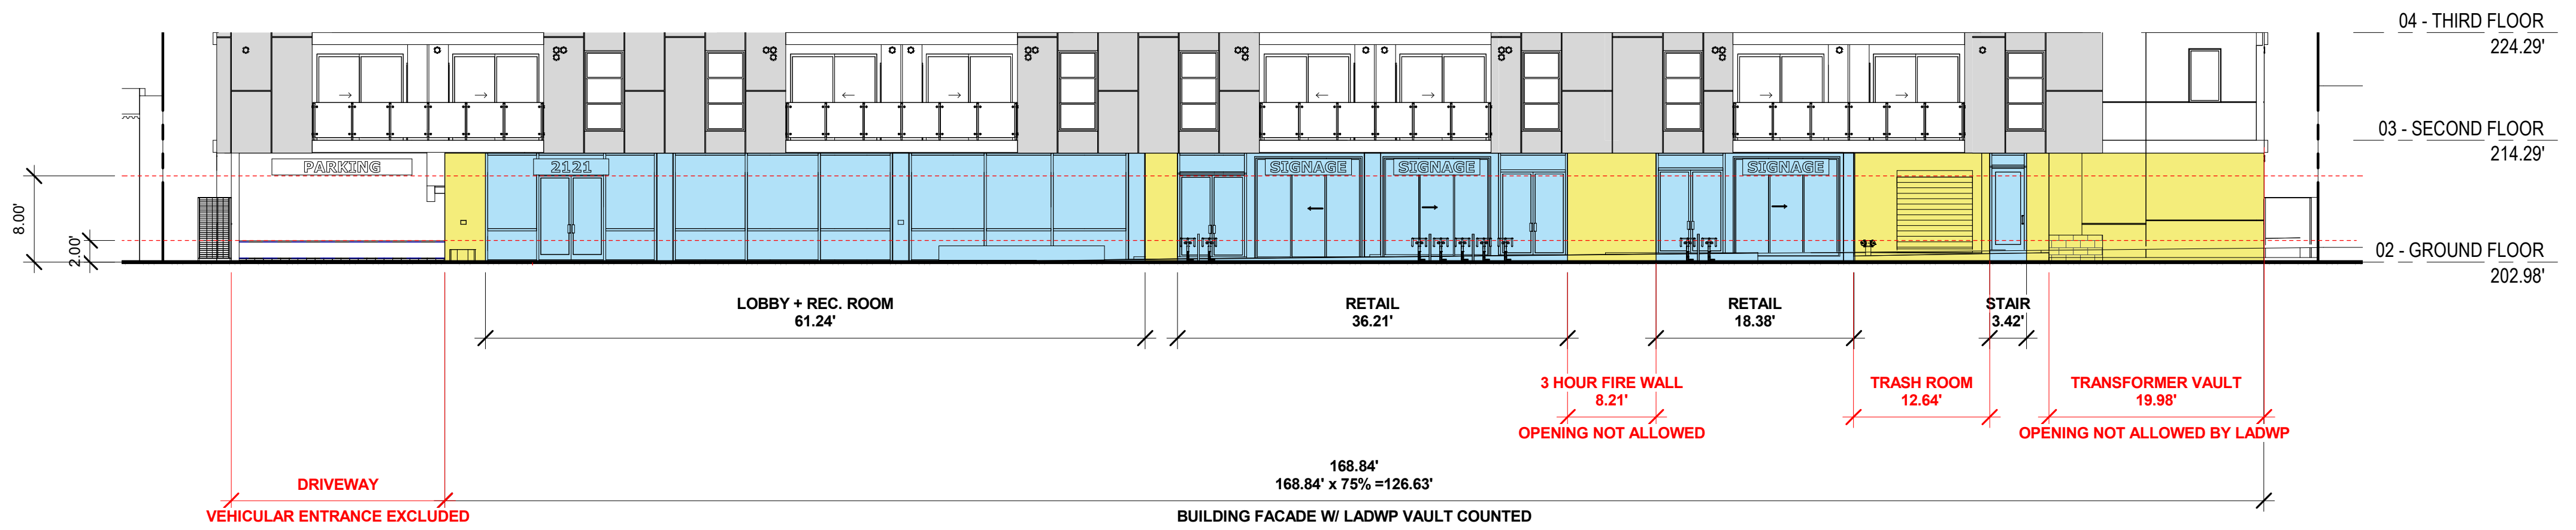 04 - THIRD FLOOR
224.29'
03 - SECOND FLOOR
214.29'
PARKING
2121
SIGNAGE
SIGNAGE
SIGNAGE
8.00'
2.00'
02 - GROUND FLOOR
202.98'
LOBBY + REC. ROOM
61.24'
RETAIL
36.21'
RETAIL
18.38'
STAIR
3.42'
3 HOUR FIRE WALL
8.21'
OPENING NOT ALLOWED
TRASH ROOM
12.64'
TRANSFORMER VAULT
19.98'
OPENING NOT ALLOWED BY LADWP
DRIVEWAY
VEHICULAR ENTRANCE EXCLUDED
168.84'
168.84' x 75% =126.63'
BUILDING FACADE W/ LADWP VAULT COUNTED